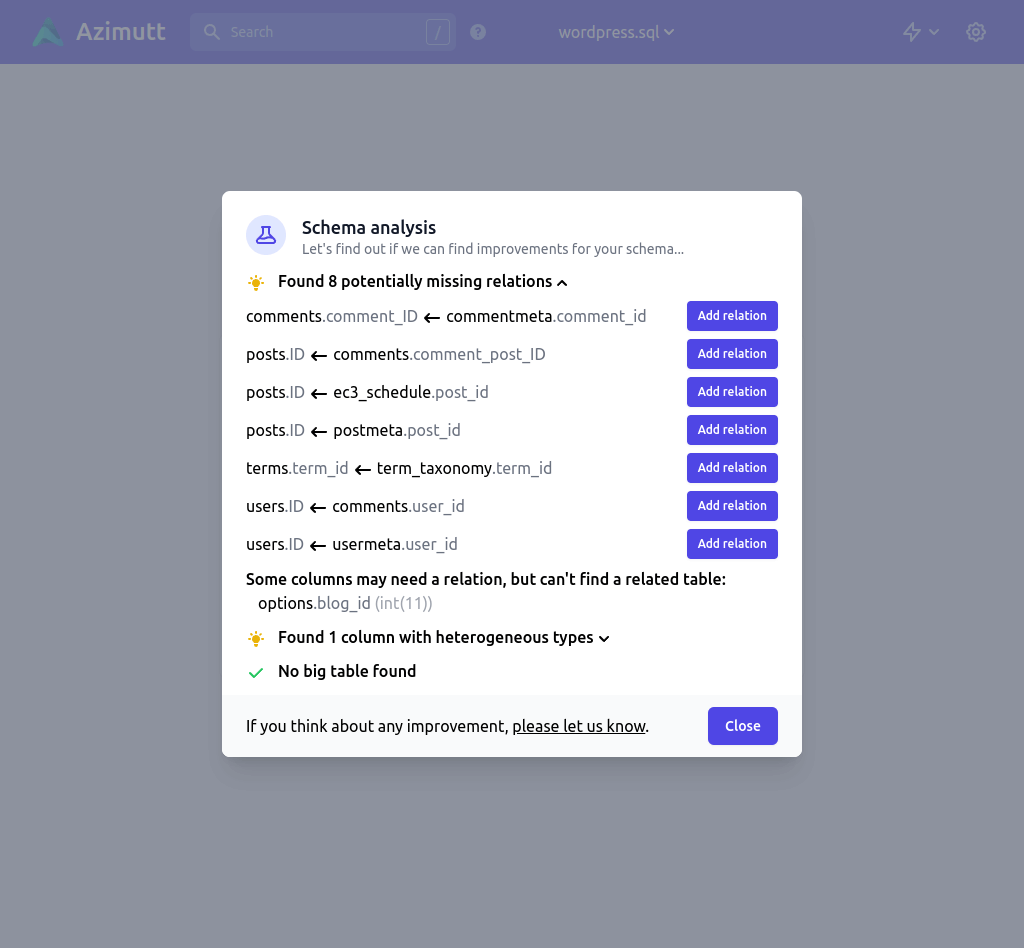 Azimutt
Search
/
?
wordpress.sql
Schema analysis
Let's find out if we can find improvements for your schema...
Found 8 potentially missing relations
comments.comment_ID ← commentmeta.comment_id
Add relation
posts.ID ← comments.comment_post_ID
Add relation
posts.ID ← ec3_schedule.post_id
Add relation
posts.ID ← postmeta.post_id
Add relation
terms.term_id ← term_taxonomy.term_id
Add relation
users.ID ← comments.user_id
Add relation
users.ID ← usermeta.user_id
Add relation
Some columns may need a relation, but can't find a related table:
options.blog_id (int(11))
Found 1 column with heterogeneous types
No big table found
If you think about any improvement, please let us know.
Close